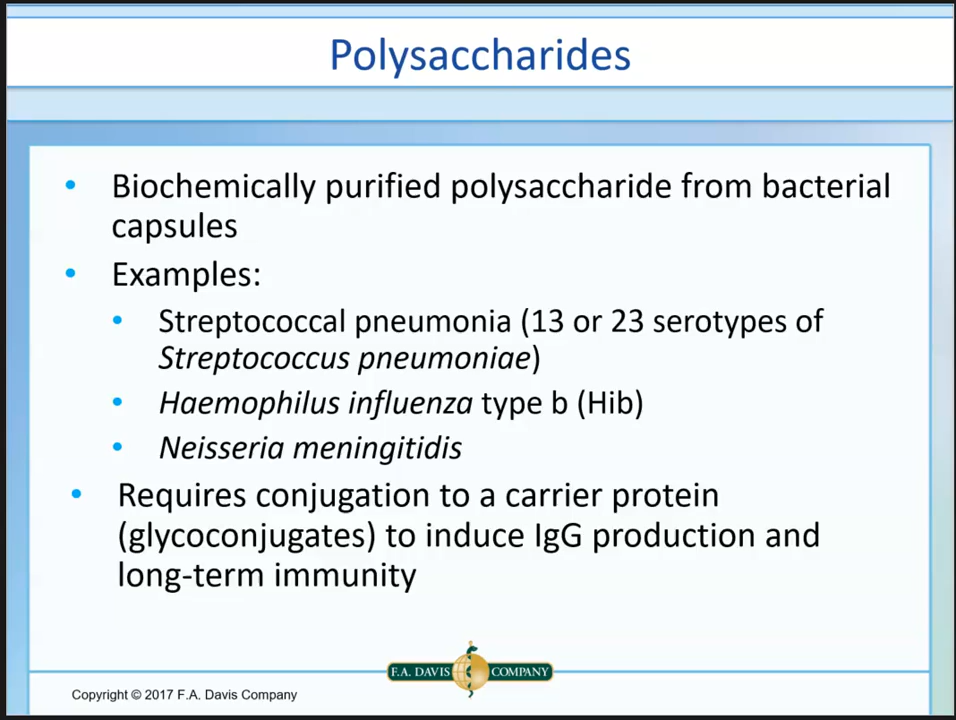 Polysaccharides
• Biochemically purified polysaccharide from bacterial
capsules
• Examples:
• Streptococcal pneumonia (13 or 23 serotypes of
Streptococcus pneumoniae)
• Haemophilus influenza type b (Hib)
• Neisseria meningitidis
• Requires conjugation to a carrier protein
(glycoconjugates) to induce IgG production and
long-term immunity
F.A. DAVIS COMPANY
Copyright © 2017 F.A. Davis Company